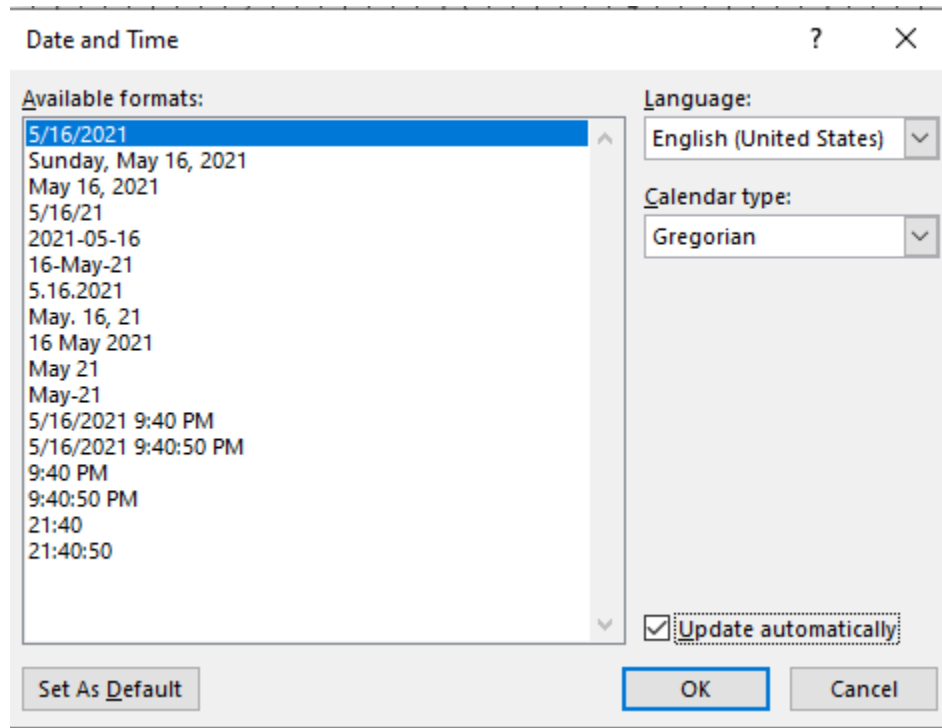 Date and Time
?
Available formats:
5/16/2021
Sunday, May 16, 2021
May 16, 2021
5/16/21
2021-05-16
16-May-21
5.16.2021
May. 16, 21
16 May 2021
May 21
May-21
5/16/2021 9:40 PM
5/16/2021 9:40:50 PM
9:40 PM
9:40:50 PM
21:40
21:40:50
Language:
English (United States)
Calendar type:
Gregorian
Update automatically
Set As Default
OK
Cancel